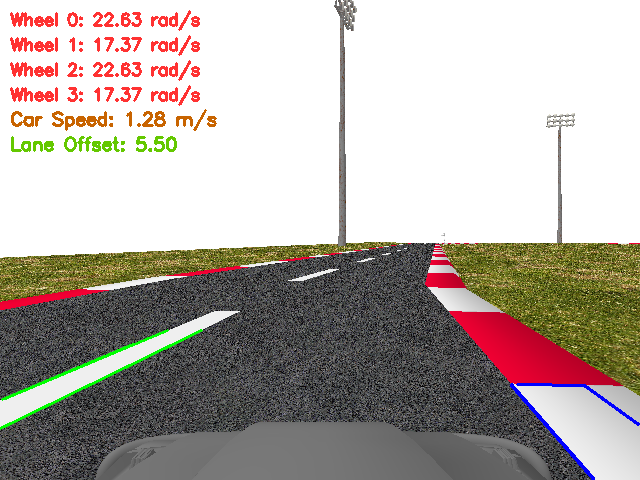 Wheel 0: 22.63 rad/s
Wheel 1: 17.37 rad/s
Wheel 2: 22.63 rad/s
Wheel 3: 17.37 rad/s
Car Speed: 1.28 m/s
Lane Offset: 5.50